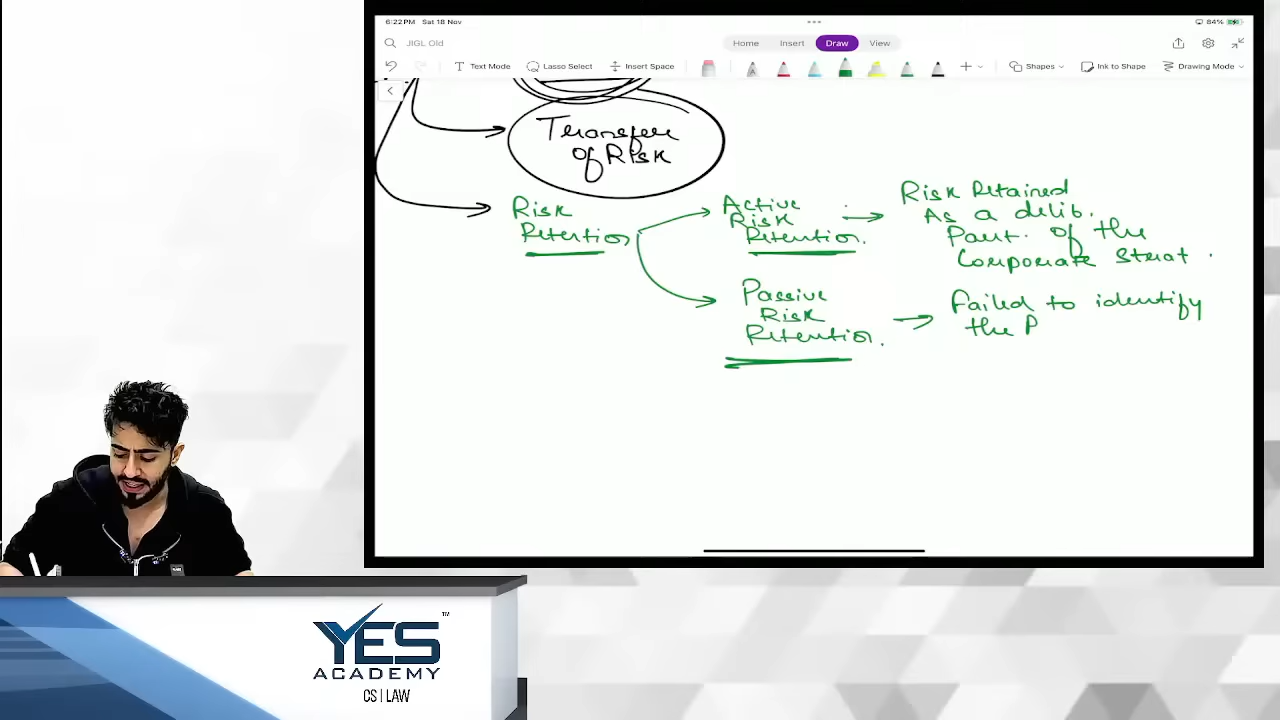 6:22 PM Sat 18 Nov
84%
JIGL Old
Home Insert Draw View
Text Mode Lasso Select Insert Space Shapes Ink to Shape Drawing Mode
Transfer
of Risk
Risk
Retention
Active
Risk
Retention.
Risk Retained
As a delib.
Part. of the
Corporate Strat.
Passive
Risk
Retention.
Failed to identify
the P
YES
ACADEMY
CS | LAW
TM